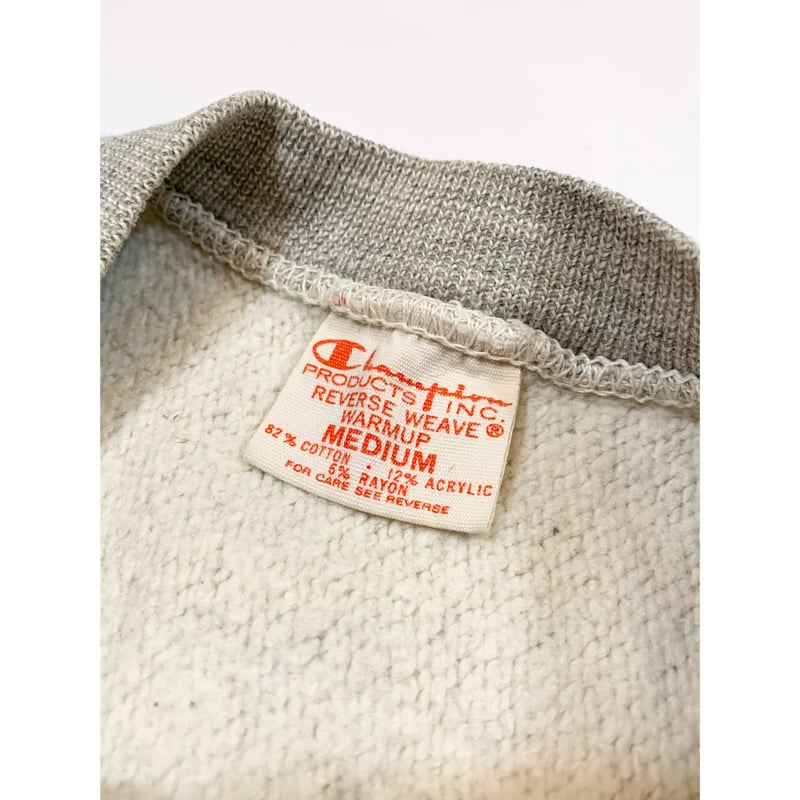 Champion
PRODUCTS INC.
REVERSE WEAVE®
WARMUP
MEDIUM
82% COTTON • 12% ACRYLIC
6% RAYON
FOR CARE SEE REVERSE